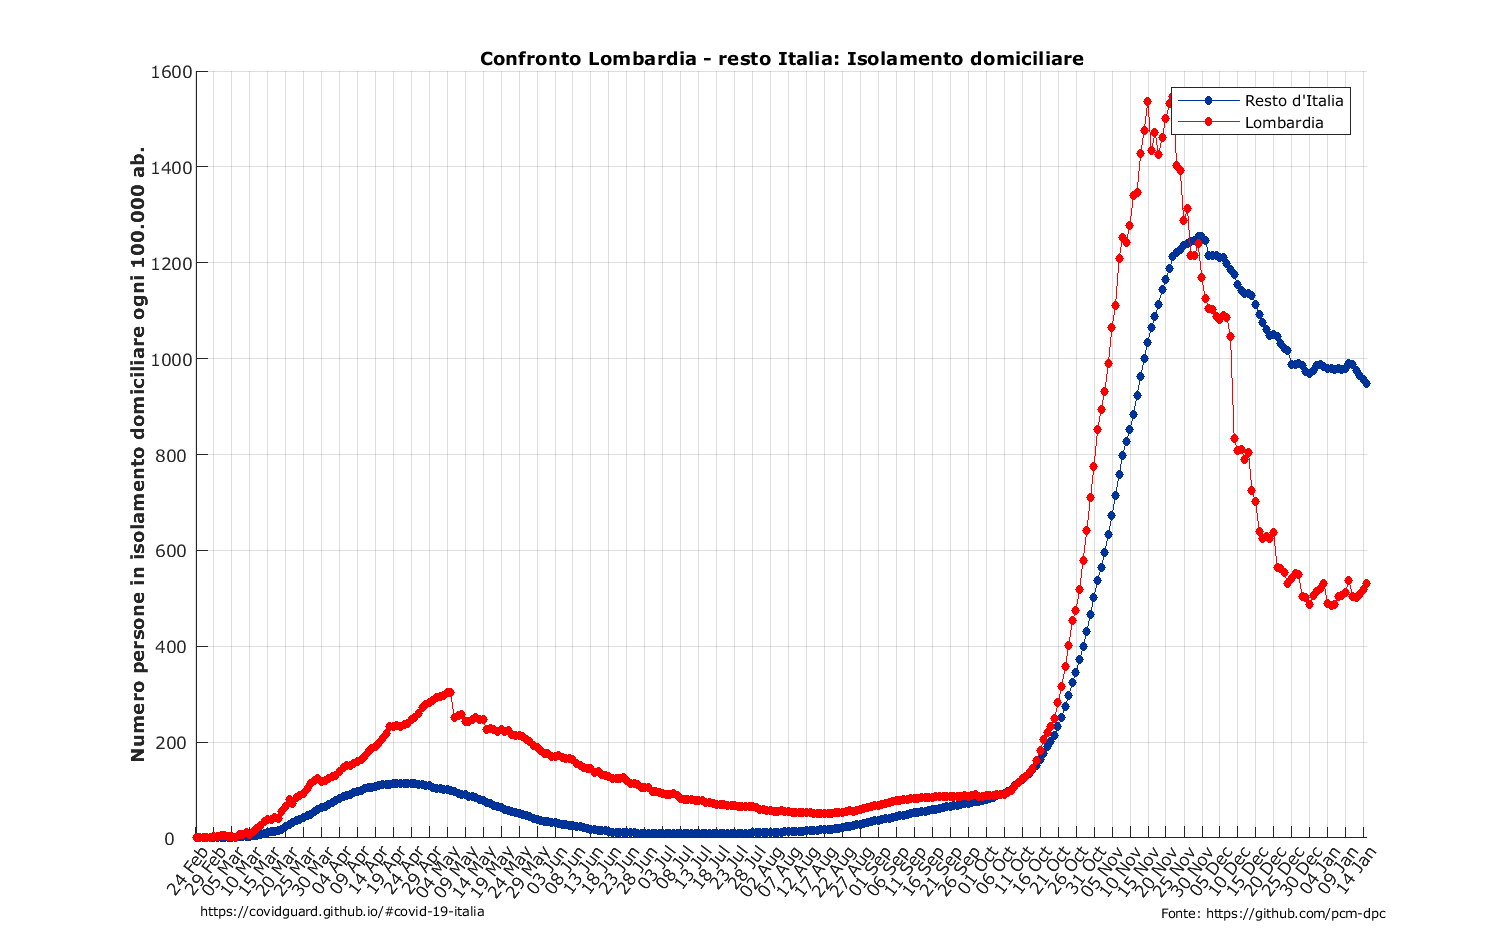 Confronto Lombardia - resto Italia: Isolamento domiciliare
Numero persone in isolamento domiciliare ogni 100.000 ab.
1600
1400
1200
1000
800
600
400
200
0
Resto d'Italia
Lombardia
24 Feb
29 Feb
05 Mar
10 Mar
15 Mar
20 Mar
25 Mar
30 Mar
04 Apr
09 Apr
14 Apr
19 Apr
24 Apr
29 Apr
04 May
09 May
14 May
19 May
24 May
29 May
03 Jun
08 Jun
13 Jun
18 Jun
23 Jun
28 Jun
03 Jul
08 Jul
13 Jul
18 Jul
23 Jul
28 Jul
02 Aug
07 Aug
12 Aug
17 Aug
22 Aug
27 Aug
01 Sep
06 Sep
11 Sep
16 Sep
21 Sep
26 Sep
01 Oct
06 Oct
11 Oct
16 Oct
21 Oct
26 Oct
31 Oct
05 Nov
10 Nov
15 Nov
20 Nov
25 Nov
30 Nov
05 Dec
10 Dec
15 Dec
20 Dec
25 Dec
30 Dec
04 Jan
09 Jan
14 Jan
https://covidguard.github.io/#covid-19-italia
Fonte: https://github.com/pcm-dpc